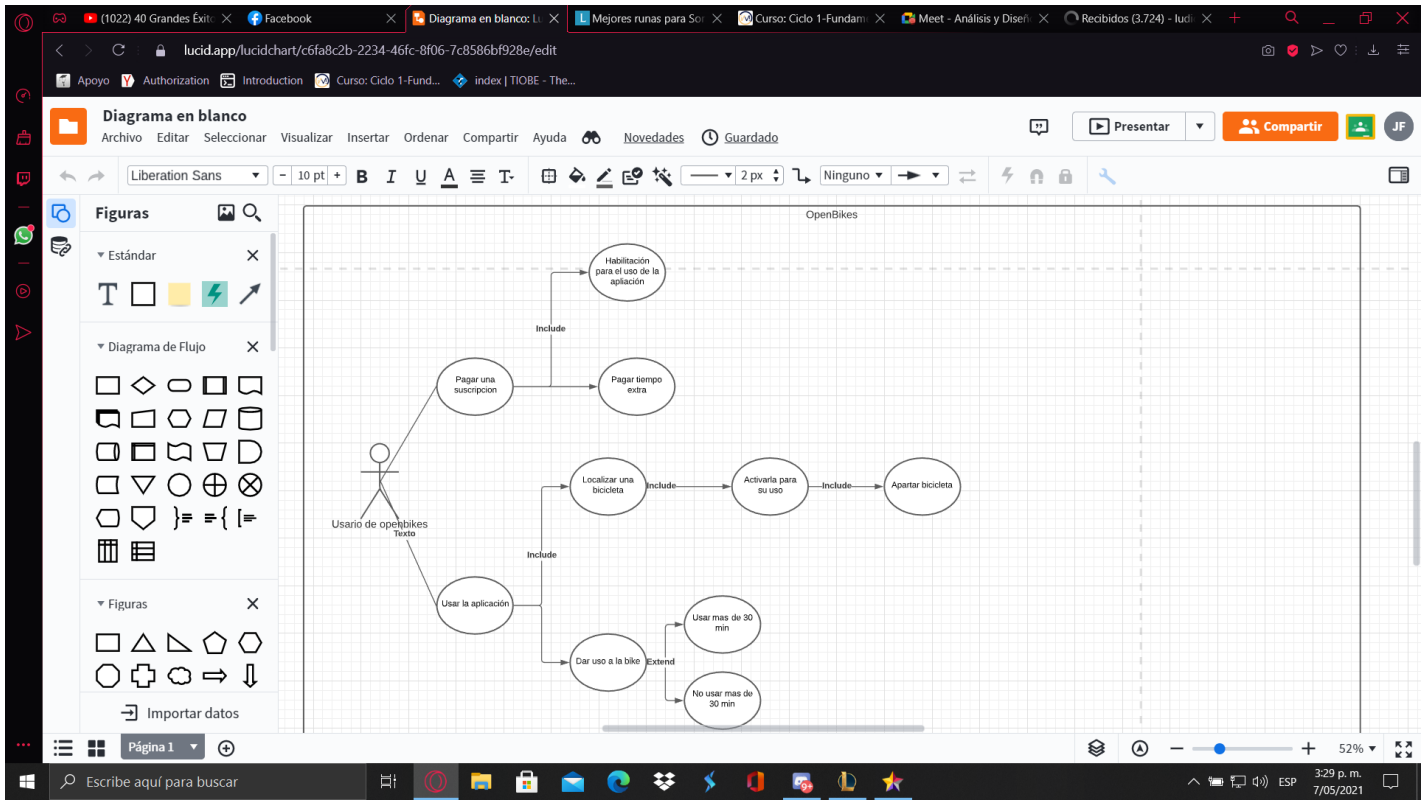 (1022) 40 Grandes Éxito
Facebook
Diagrama en blanco: Lu
Mejores runas para Sor
Curso: Ciclo 1-Fundam
Meet - Análisis y Diseñ
Recibidos (3.724) - ludi
lucid.app/lucidchart/c6fa8c2b-2234-46fc-8f06-7c8586bf928e/edit
Apoyo
Authorization
Introduction
Curso: Ciclo 1-Fund...
index | TIOBE - The...
Diagrama en blanco
Archivo Editar Seleccionar Visualizar Insertar Ordenar Compartir Ayuda Novedades Guardado
Presentar
Compartir
JF
Liberation Sans
- 10 pt +
B I U A T
2 px
Ninguno
Figuras
Estándar
T
Diagrama de Flujo
Figuras
Importar datos
OpenBikes
Habilitación
para el uso de la
apliación
Include
Pagar una
suscripcion
Pagar tiempo
extra
Usario de openbikes
Texto
Localizar una
bicicleta
Include
Activarla para
su uso
Include
Apartar bicicleta
Include
Usar la aplicación
Usar mas de 30
min
Dar uso a la bike
Extend
No usar mas de
30 min
Página 1
52%
Escribe aquí para buscar
ESP
3:29 p. m.
7/05/2021